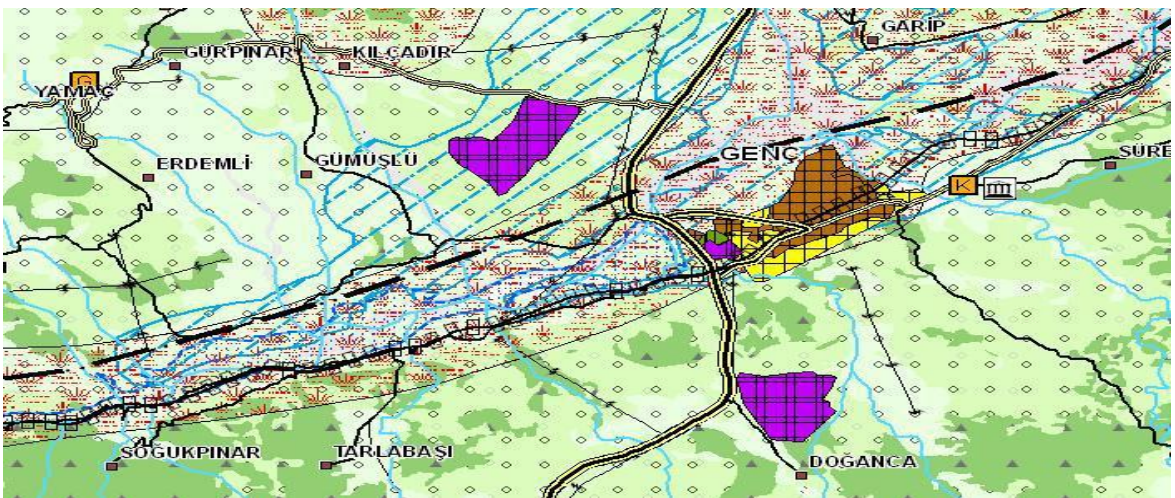 GARİP
GÜRPINAR
KILÇADIR
G
YAMAÇ
GENÇ
ERDEMLİ
GÜMÜŞLÜ
SÜRE
K
SOĞUKPINAR
TARLABAŞI
DOĞANCA